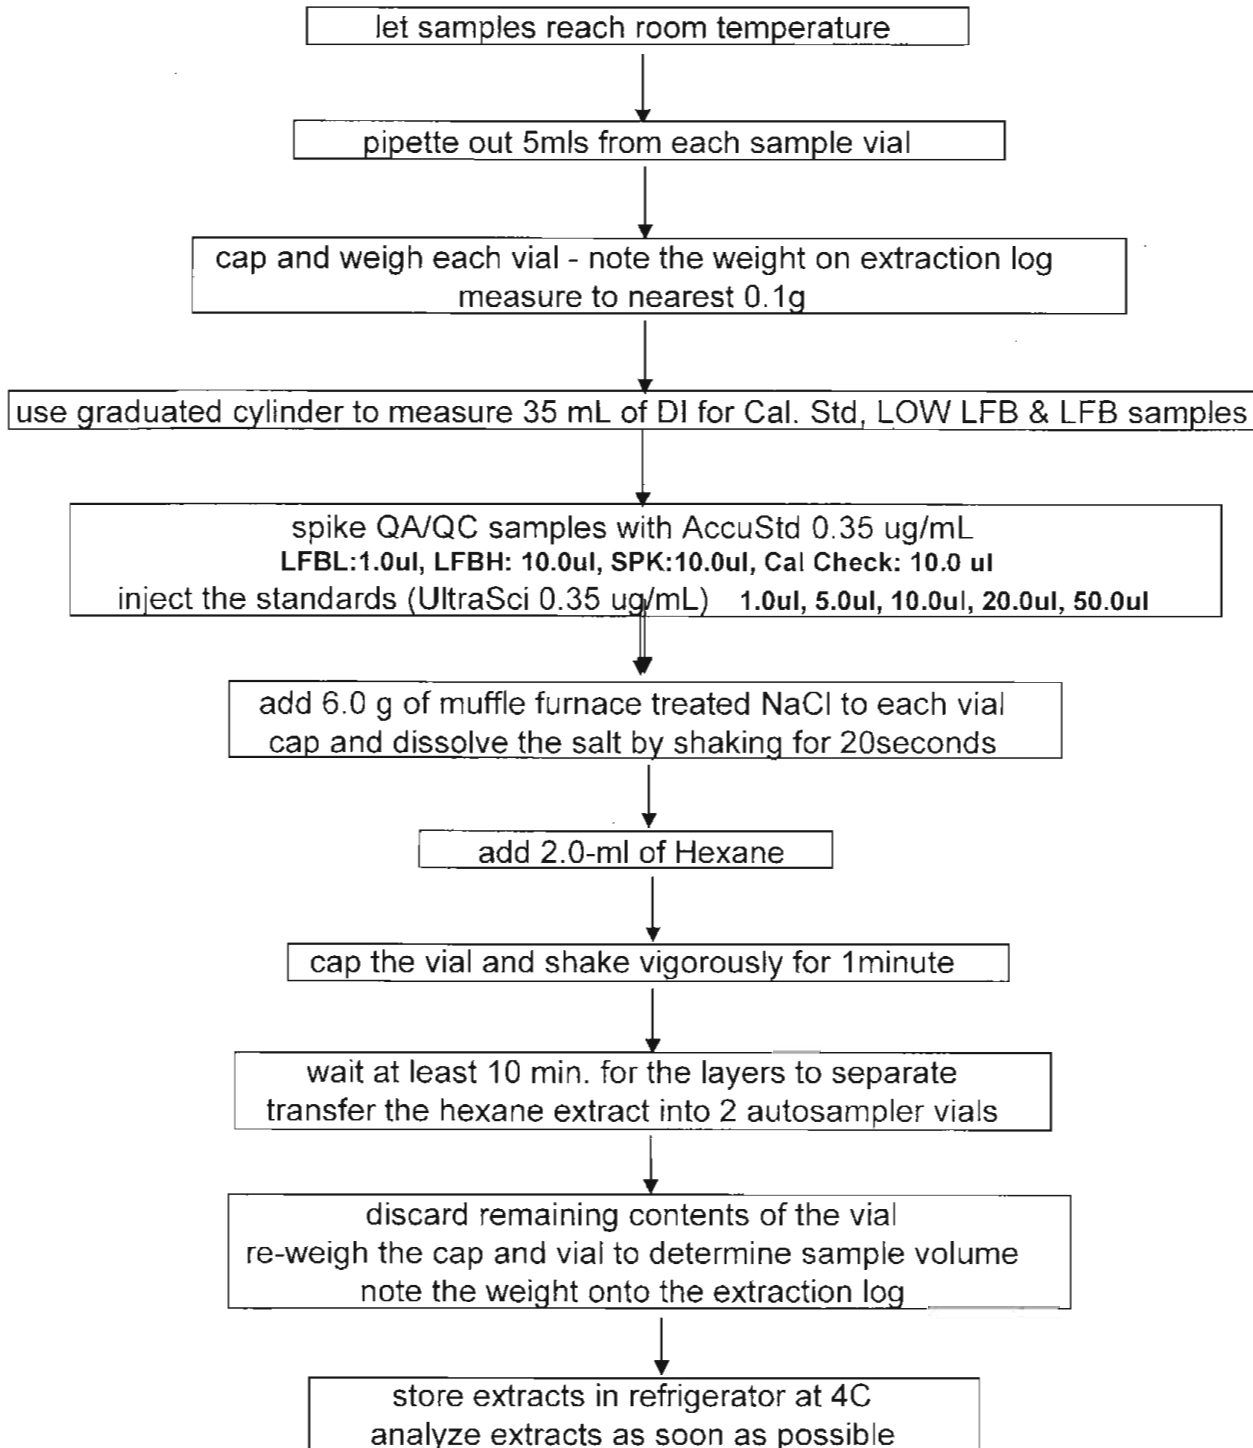 let samples reach room temperature
pipette out 5mls from each sample vial
cap and weigh each vial - note the weight on extraction log
measure to nearest 0.1g
use graduated cylinder to measure 35 mL of DI for Cal. Std, LOW LFB & LFB samples
spike QA/QC samples with AccuStd 0.35 ug/mL
LFBL:1.0ul, LFBH: 10.0ul, SPK:10.0ul, Cal Check: 10.0 ul
inject the standards (UltraSci 0.35 ug/mL) 1.0ul, 5.0ul, 10.0ul, 20.0ul, 50.0ul
add 6.0 g of muffle furnace treated NaCl to each vial
cap and dissolve the salt by shaking for 20seconds
add 2.0-ml of Hexane
cap the vial and shake vigorously for 1minute
wait at least 10 min. for the layers to separate
transfer the hexane extract into 2 autosampler vials
discard remaining contents of the vial
re-weigh the cap and vial to determine sample volume
note the weight onto the extraction log
store extracts in refrigerator at 4C
analyze extracts as soon as possible